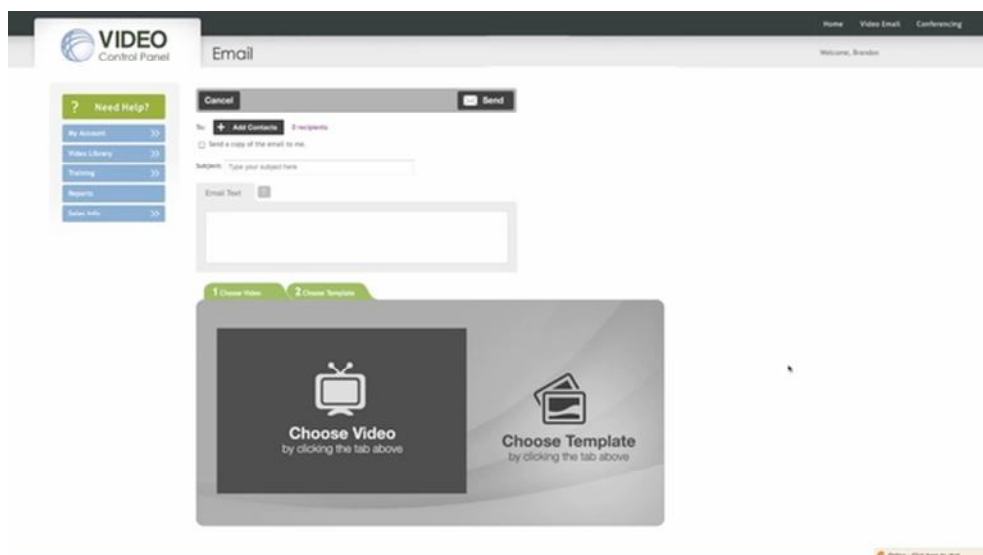 Home Video Email Conferencing
VIDEO
Control Panel
Email
Welcome, Brandon
? Need Help?
My Account
Video Library
Training
Reports
Sales Info
Cancel
Send
To: + Add Contacts 0 recipients
Send a copy of the email to me.
Subject: Type your subject here
Email Text
1 Choose Video
2 Choose Template
Choose Video
by clicking the tab above
Choose Template
by clicking the tab above